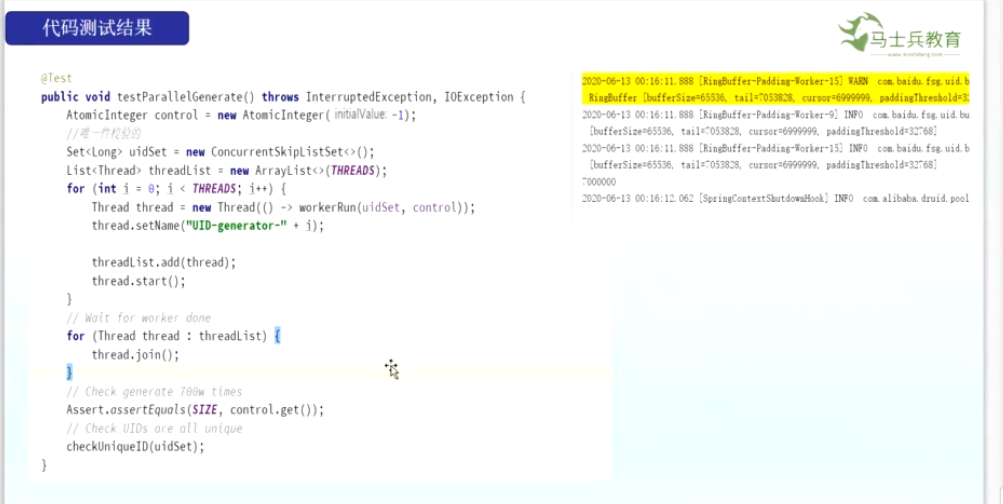 代码测试结果
马士兵教育
www.mashibing.com
@Test
public void testParallelGenerate() throws InterruptedException, IOException {
AtomicInteger control = new AtomicInteger( initialValue: -1);
//唯一性校验的
Set<Long> uidSet = new ConcurrentSkipListSet<>();
List<Thread> threadList = new ArrayList<>(THREADS);
for (int i = 0; i < THREADS; i++) {
Thread thread = new Thread(() -> workerRun(uidSet, control));
thread.setName("UID-generator-" + i);
threadList.add(thread);
thread.start();
}
// Wait for worker done
for (Thread thread : threadList) {
thread.join();
}
// Check generate 700w times
Assert.assertEquals(SIZE, control.get());
// Check UIDs are all unique
checkUniqueID(uidSet);
}
2020-06-13 00:16:11.888 [RingBuffer-Padding-Worker-15] WARN com.baidu.fsg.uid.b
RingBuffer [bufferSize=65536, tail=7053828, cursor=6999999, paddingThreshold=32
2020-06-13 00:16:11.888 [RingBuffer-Padding-Worker-9] INFO com.baidu.fsg.uid.bu
[bufferSize=65536, tail=7053828, cursor=6999999, paddingThreshold=32768]
2020-06-13 00:16:11.888 [RingBuffer-Padding-Worker-15] INFO com.baidu.fsg.uid.b
[bufferSize=65536, tail=7053828, cursor=6999999, paddingThreshold=32768]
7000000
2020-06-13 00:16:12.062 [SpringContextShutdownHook] INFO com.alibaba.druid.pool